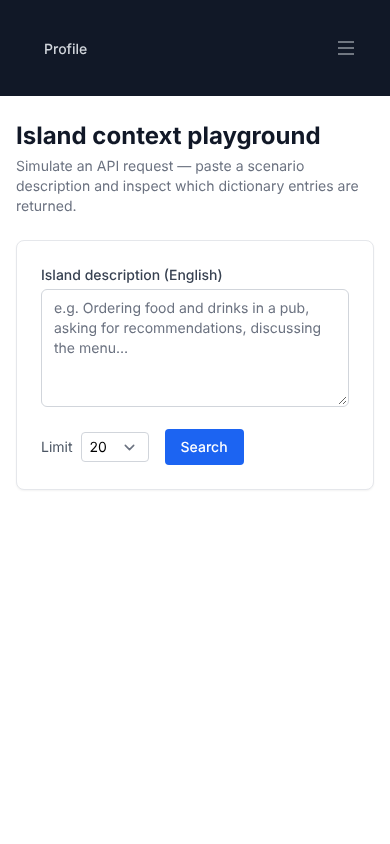 Profile
Island context playground
Simulate an API request — paste a scenario
description and inspect which dictionary entries are
returned.
Island description (English)
e.g. Ordering food and drinks in a pub,
asking for recommendations, discussing
the menu...
Limit 20 Search